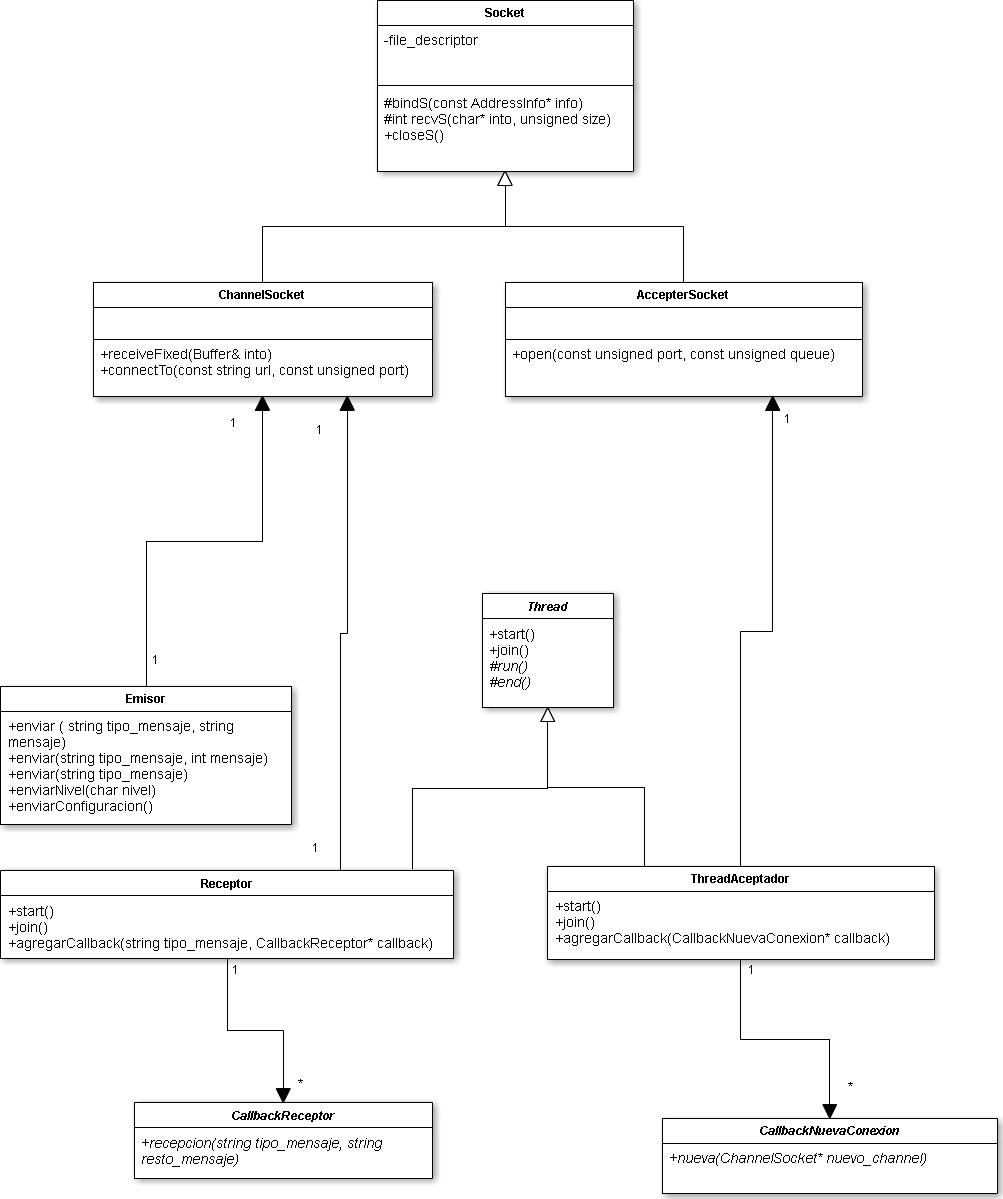 Socket
-file_descriptor
#bindS(const AddressInfo* info)
#int recvS(char* into, unsigned size)
+closeS()
ChannelSocket
+receiveFixed(Buffer& into)
+connectTo(const string url, const unsigned port)
AccepterSocket
+open(const unsigned port, const unsigned queue)
1
1
1
Thread
+start()
+join()
#run()
#end()
1
Emisor
+enviar ( string tipo_mensaje, string
mensaje)
+enviar(string tipo_mensaje, int mensaje)
+enviar(string tipo_mensaje)
+enviarNivel(char nivel)
+enviarConfiguracion()
1
Receptor
+start()
+join()
+agregarCallback(string tipo_mensaje, CallbackReceptor* callback)
ThreadAceptador
+start()
+join()
+agregarCallback(CallbackNuevaConexion* callback)
1
1
*
*
CallbackReceptor
+recepcion(string tipo_mensaje, string
resto_mensaje)
CallbackNuevaConexion
+nueva(ChannelSocket* nuevo_channel)